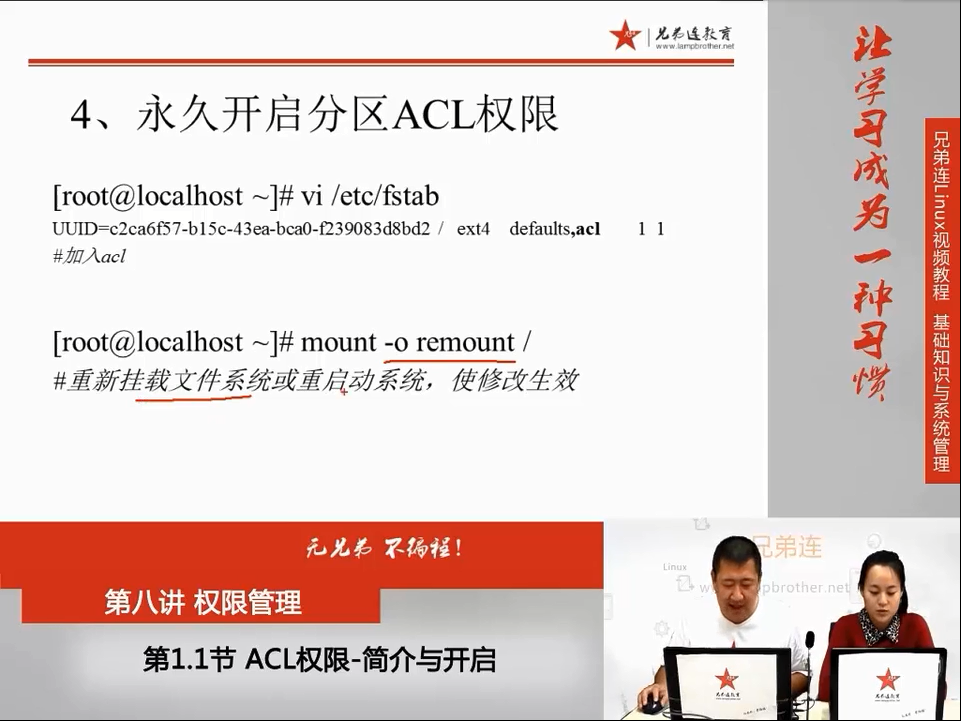 兄弟连教育
www.lampbrother.net
4、永久开启分区ACL权限
[root@localhost ~]# vi /etc/fstab
UUID=c2ca6f57-b15c-43ea-bca0-f239083d8bd2 / ext4 defaults,acl 1 1
#加入acl
[root@localhost ~]# mount -o remount /
#重新挂载文件系统或重启动系统，使修改生效
让学习成为一种习惯
兄弟连Linux视频教程 基础知识与系统管理
无兄弟 不编程！
第八讲 权限管理
第1.1节 ACL权限-简介与开启
兄弟连
Linux
lampbrother.net
兄弟连教育
兄弟连教育